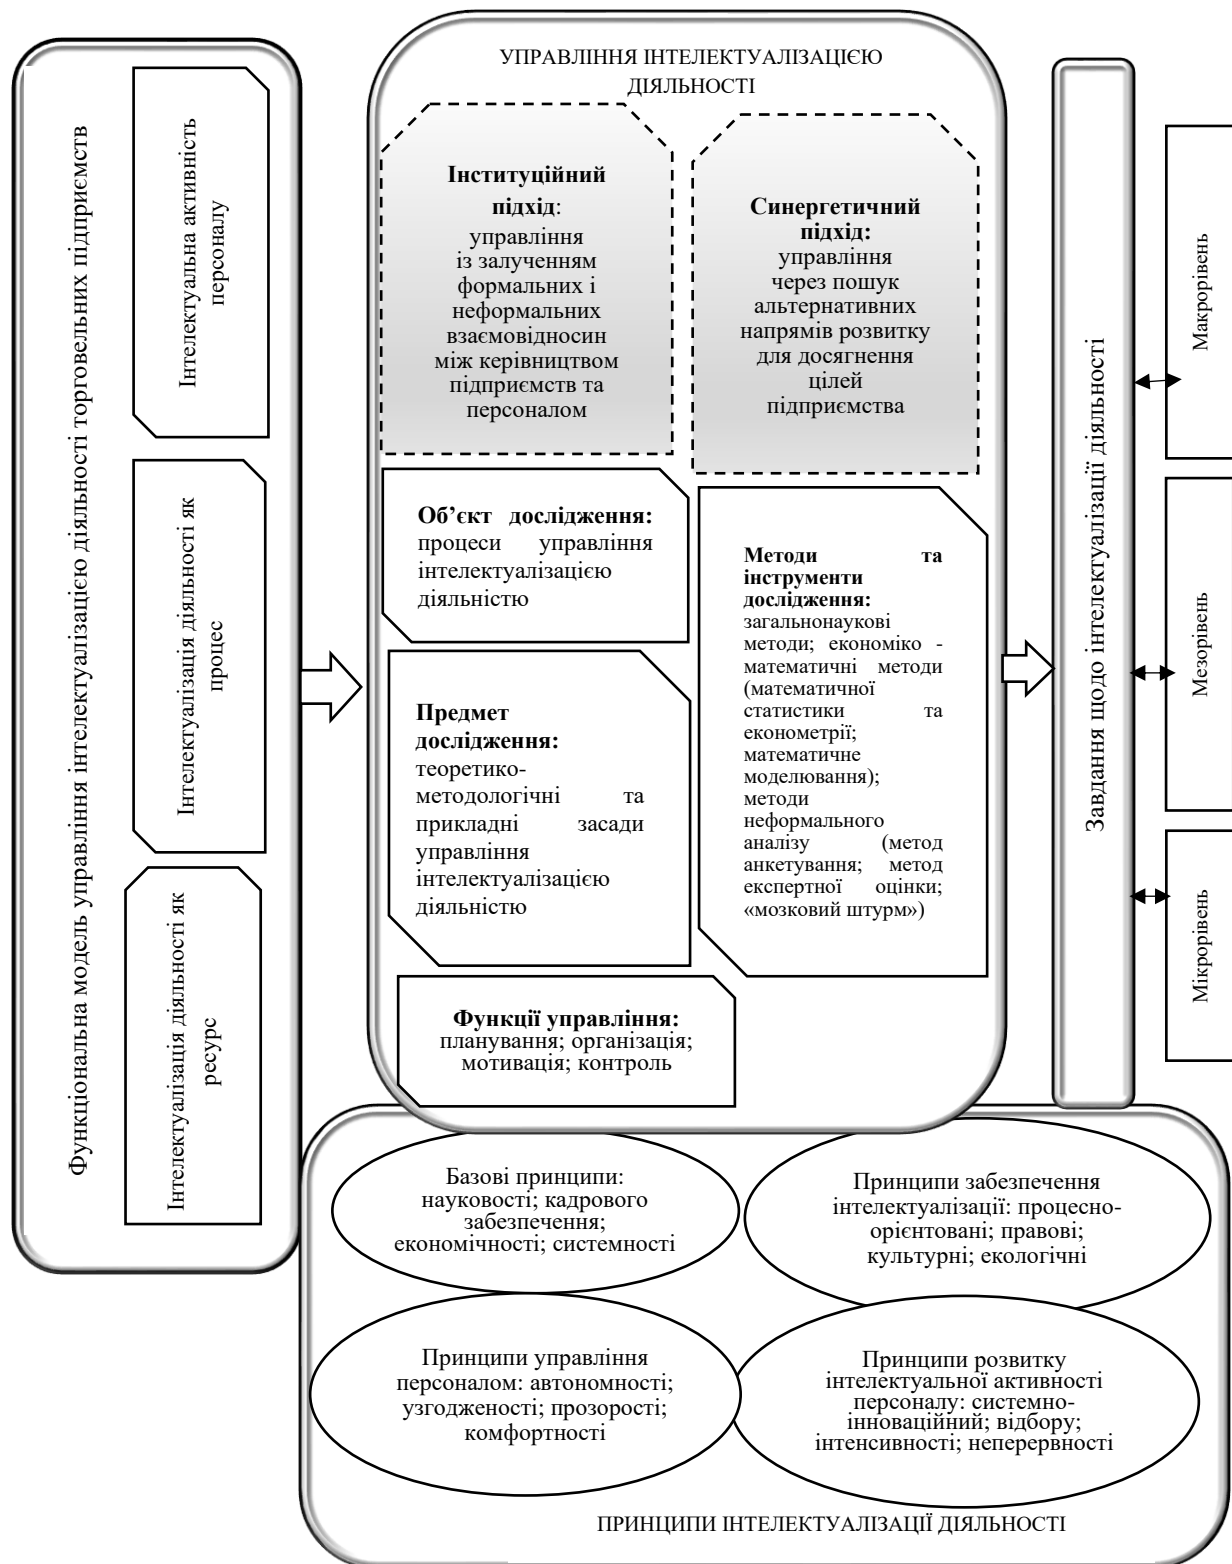 Функціональна модель управління інтелектуалізацією діяльності торговельних підприємств
Інтелектуальна активність
персоналу
Інтелектуалізація діяльності як
процес
Інтелектуалізація діяльності як
ресурс
УПРАВЛІННЯ ІНТЕЛЕКТУАЛІЗАЦІЄЮ
ДІЯЛЬНОСТІ
Інституційний
підхід:
управління
із залученням
формальних і
неформальних
взаємовідносин
між керівництвом
підприємств та
персоналом
Синергетичний
підхід:
управління
через пошук
альтернативних
напрямів розвитку
для досягнення
цілей
підприємства
Об’єкт дослідження:
процеси управління
інтелектуалізацією
діяльністю
Предмет
дослідження:
теоретико-
методологічні та
прикладні засади
управління
інтелектуалізацією
діяльністю
Методи та
інструменти
дослідження:
загальнонаукові
методи; економіко -
математичні методи
(математичної
статистики та
економетрії;
математичне
моделювання);
методи
неформального
аналізу (метод
анкетування; метод
експертної оцінки;
«мозковий штурм»)
Функції управління:
планування; організація;
мотивація; контроль
Завдання щодо інтелектуалізації діяльності
Макрорівень
Мезорівень
Мікрорівень
Базові принципи:
науковості; кадрового
забезпечення;
економічності; системності
Принципи забезпечення
інтелектуалізації: процесно-
орієнтовані; правові;
культурні; екологічні
Принципи управління
персоналом: автономності;
узгодженості; прозорості;
комфортності
Принципи розвитку
інтелектуальної активності
персоналу: системно-
інноваційний; відбору;
інтенсивності; неперервності
ПРИНЦИПИ ІНТЕЛЕКТУАЛІЗАЦІЇ ДІЯЛЬНОСТІ